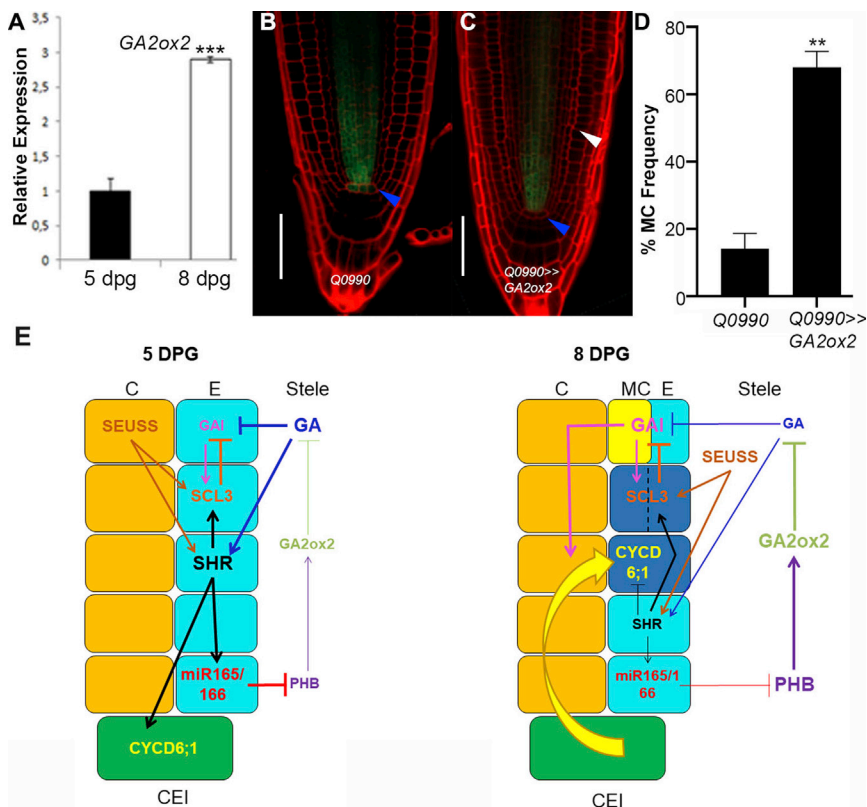 A
GA2ox2
***
Relative Expression
3,5
3
2,5
2
1,5
1
0,5
0
5 dpg
8 dpg
B
Q0990
C
Q0990>>
GA2ox2
D
**
% MC Frequency
80
60
40
20
0
Q0990
Q0990>>
GA2ox2
E
5 DPG
C
E
Stele
SEUSS
GAI
GA
SCL3
SHR
GA2ox2
miR165/
166
PHB
CYCD6;1
CEI
8 DPG
C
MC
E
Stele
GAI
GA
SEUSS
SCL3
CYCD
6;1
GA2ox2
SHR
miR165/1
66
PHB
CEI